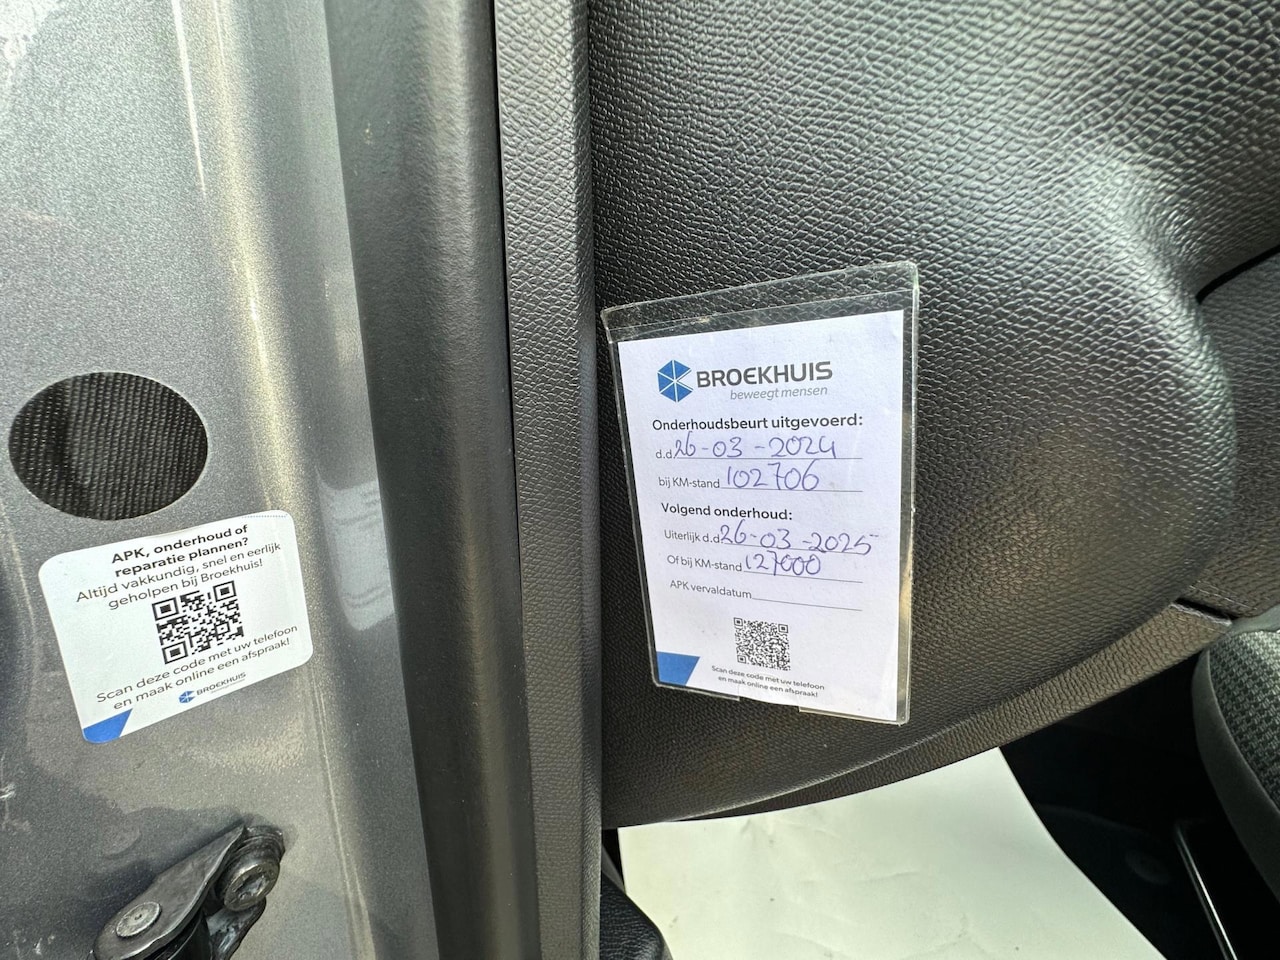 BROEKHUIS
beweegt mensen
Onderhoudsbeurt uitgevoerd:
d.d 26-03-2024
bij KM-stand 102706
Volgend onderhoud:
Uiterlijk d.d 26-03-2025
Of bij KM-stand 127000
APK vervaldatum
Scan deze code met uw telefoon
en maak online een afspraak!
APK, onderhoud of
reparatie plannen?
Altijd vakkundig, snel en eerlijk
geholpen bij Broekhuis!
Scan deze code met uw telefoon
en maak online een afspraak!
BROEKHUIS